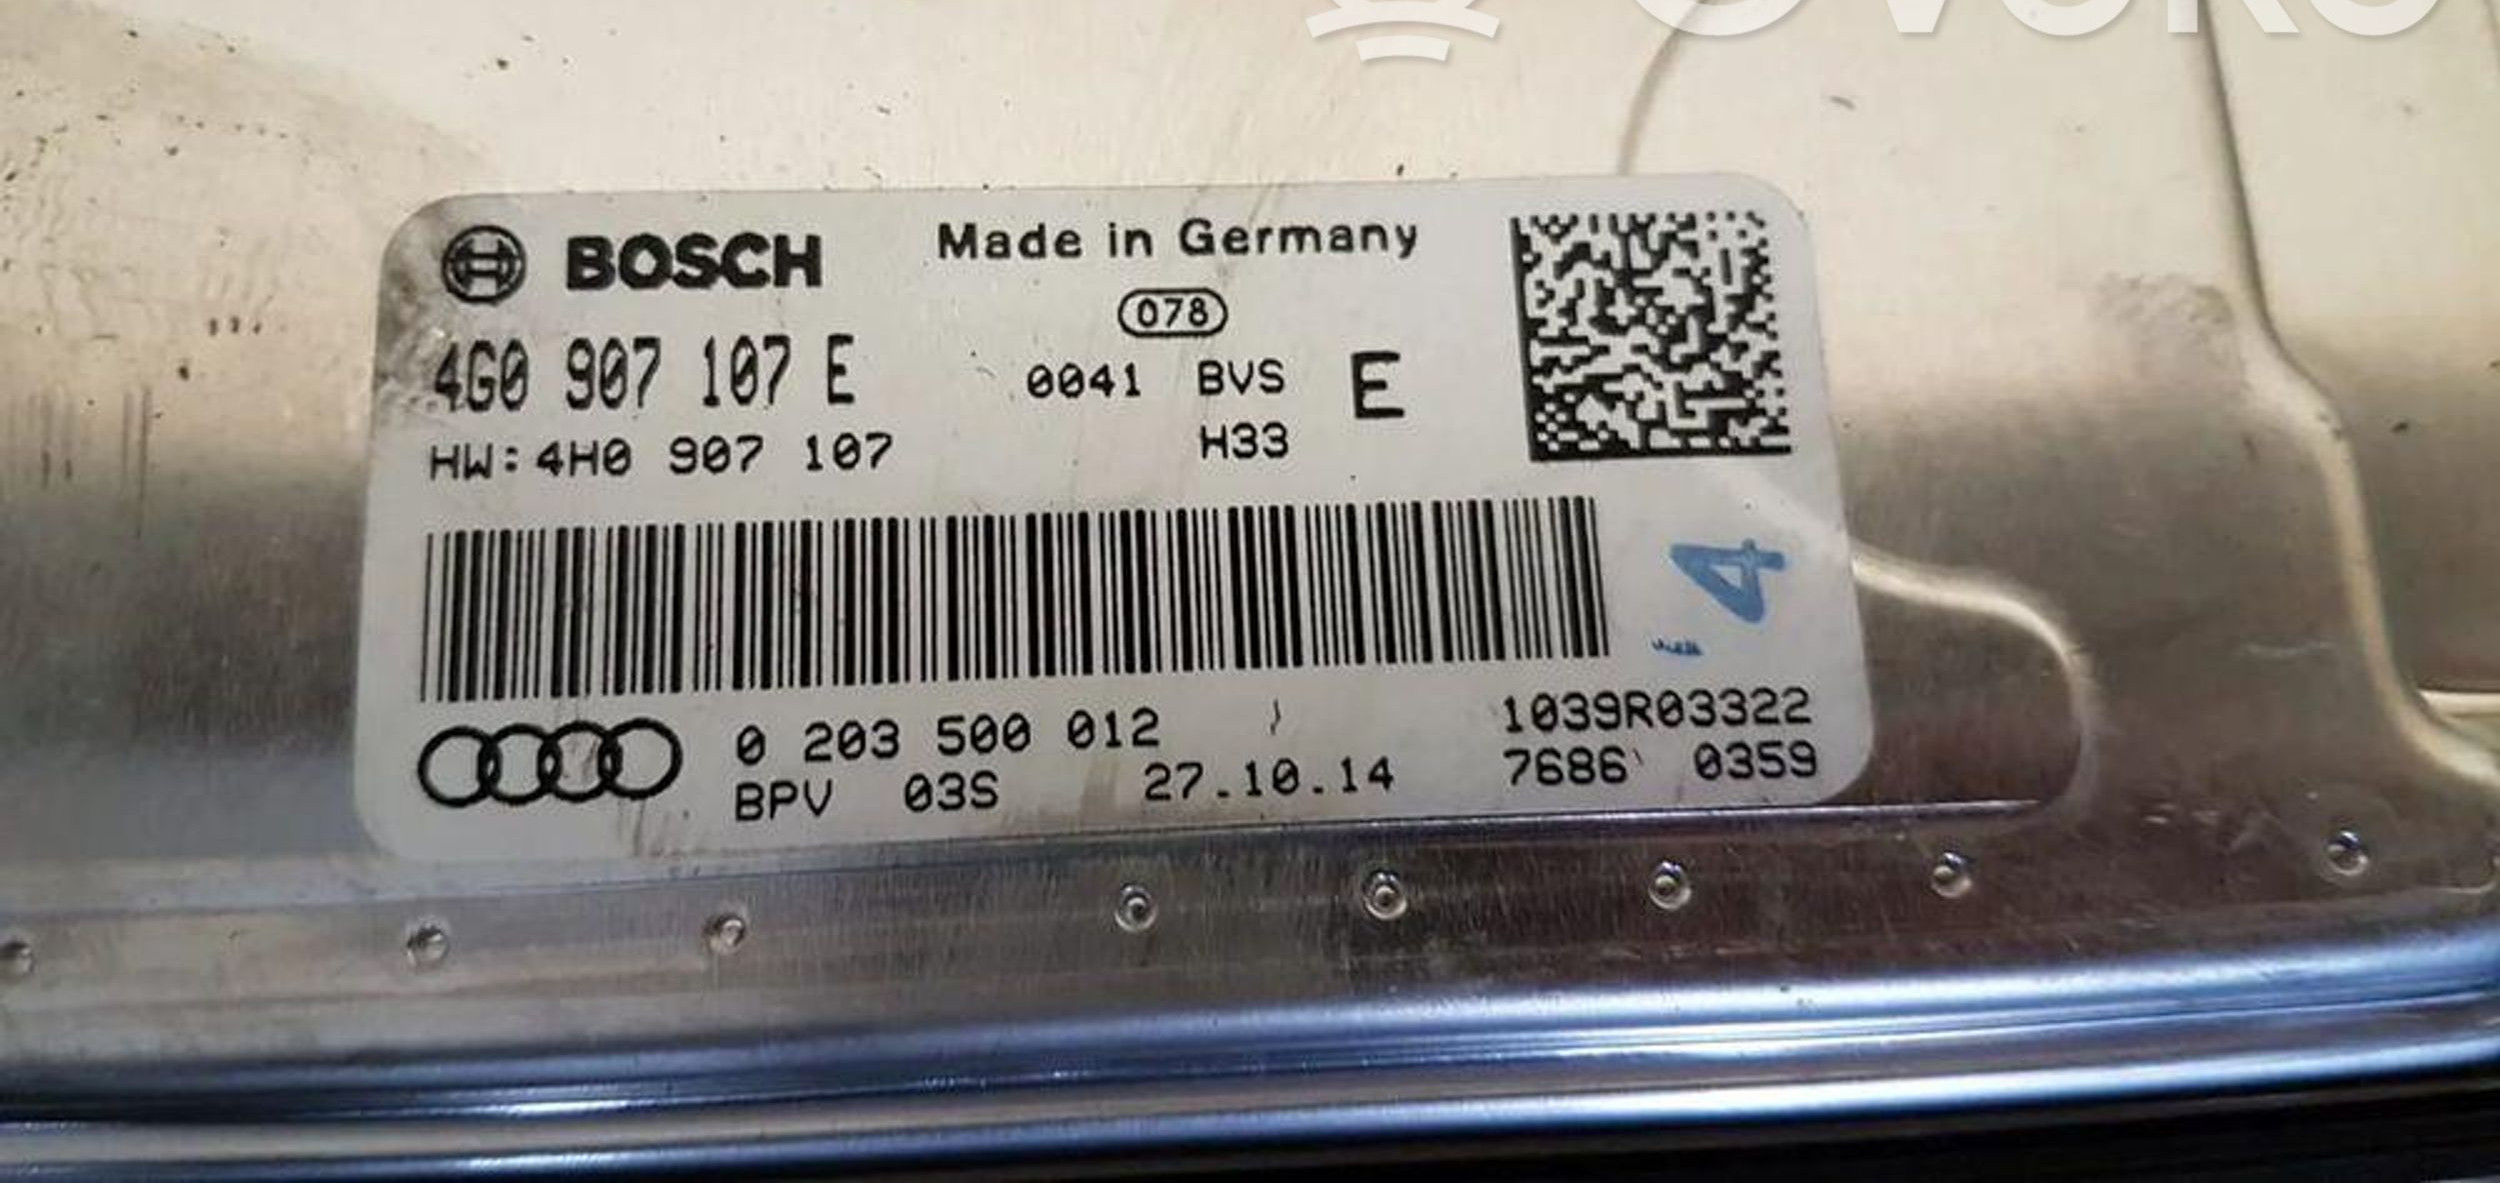 BOSCH
Made in Germany
078
4G0 907 107 E
0041 BVS E
HW:4H0 907 107
H33
4
0 203 500 012
1039R03322
BPV 03S 27.10.14
7686 0359